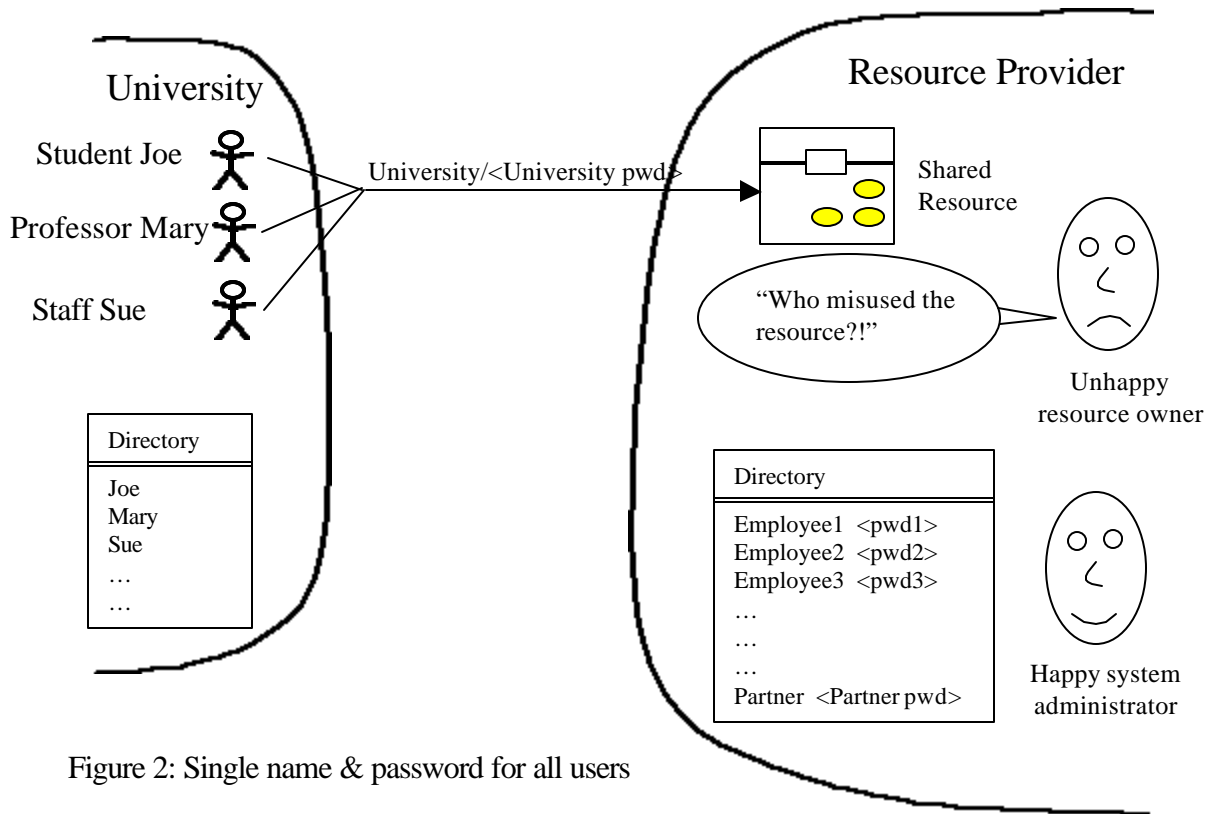 University
Student Joe
Professor Mary
Staff Sue
Directory
Joe
Mary
Sue
…
…
University/<University pwd>
Resource Provider
Shared
Resource
“Who misused the
resource?!”
Unhappy
resource owner
Directory
Employee1 <pwd1>
Employee2 <pwd2>
Employee3 <pwd3>
…
…
…
Partner <Partner pwd>
Happy system
administrator
Figure 2: Single name & password for all users